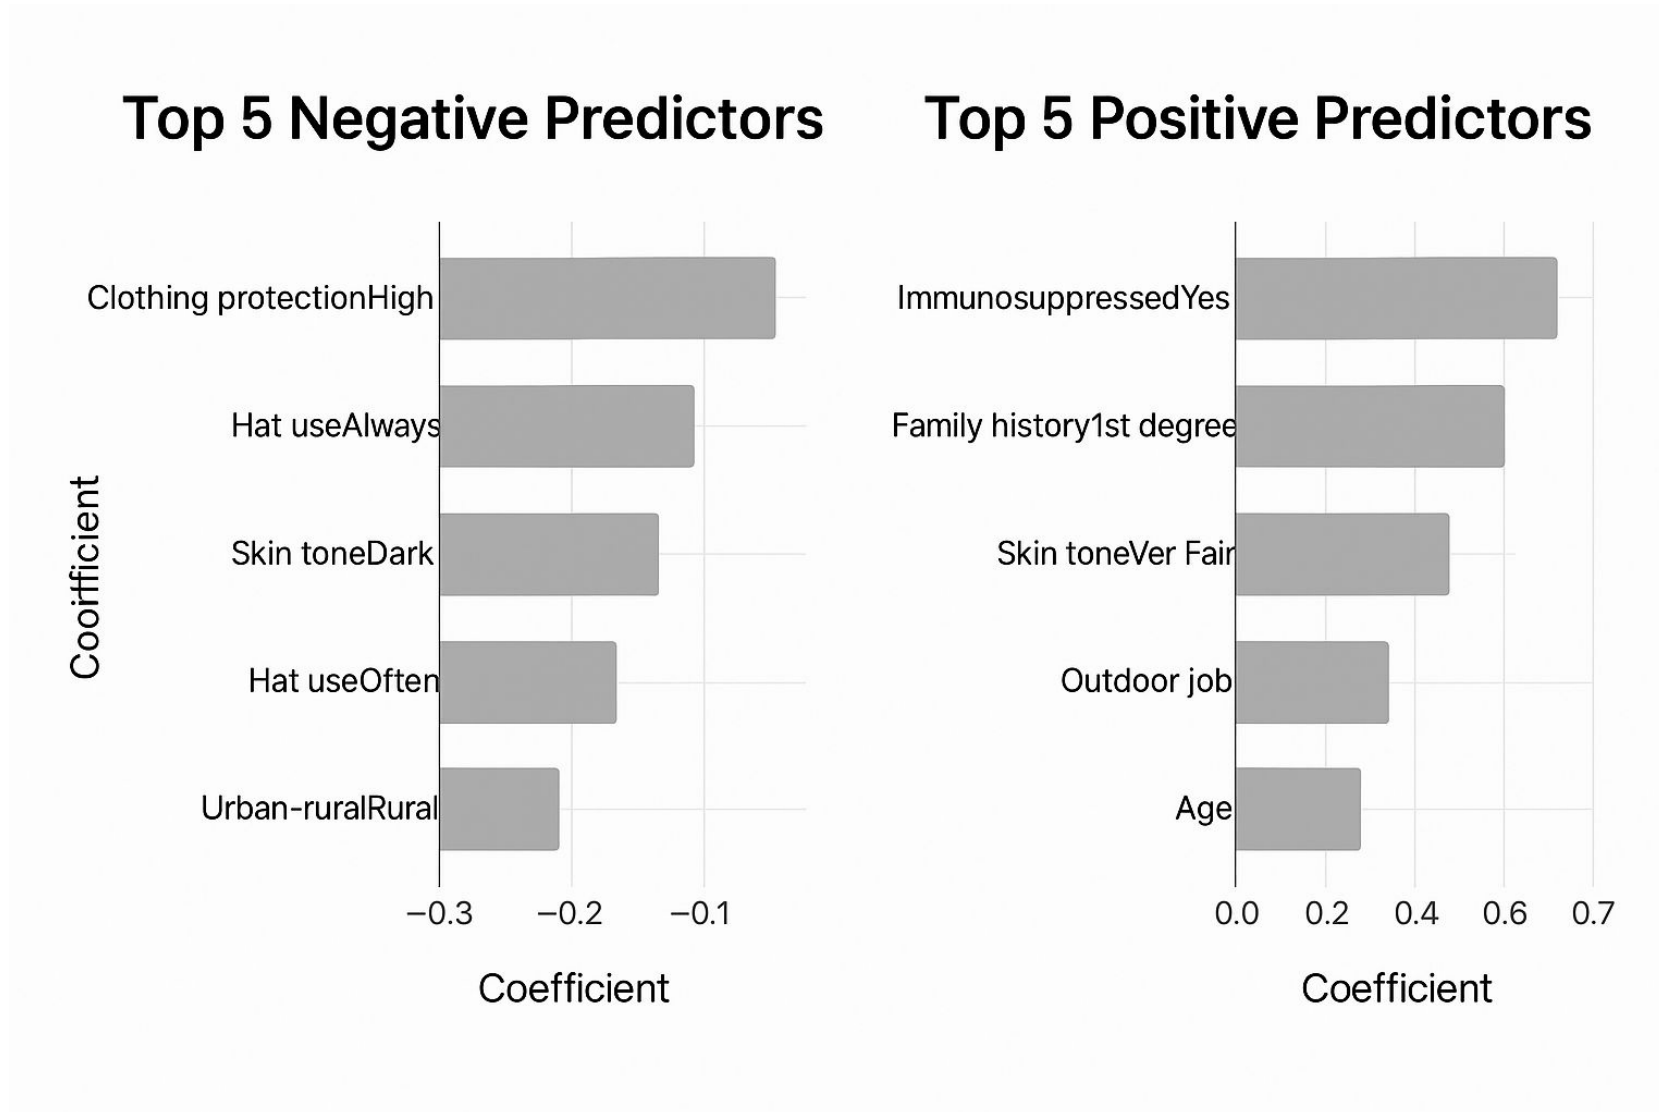 Top 5 Negative Predictors
Clothing protectionHigh
Hat useAlways
Skin toneDark
Hat useOften
Urban-ruralRural
Cooifficient
−0.3 −0.2 −0.1
Coefficient
Top 5 Positive Predictors
ImmunosuppressedYes
Family history1st degree
Skin toneVer Fair
Outdoor job
Age
0.0 0.2 0.4 0.6 0.7
Coefficient